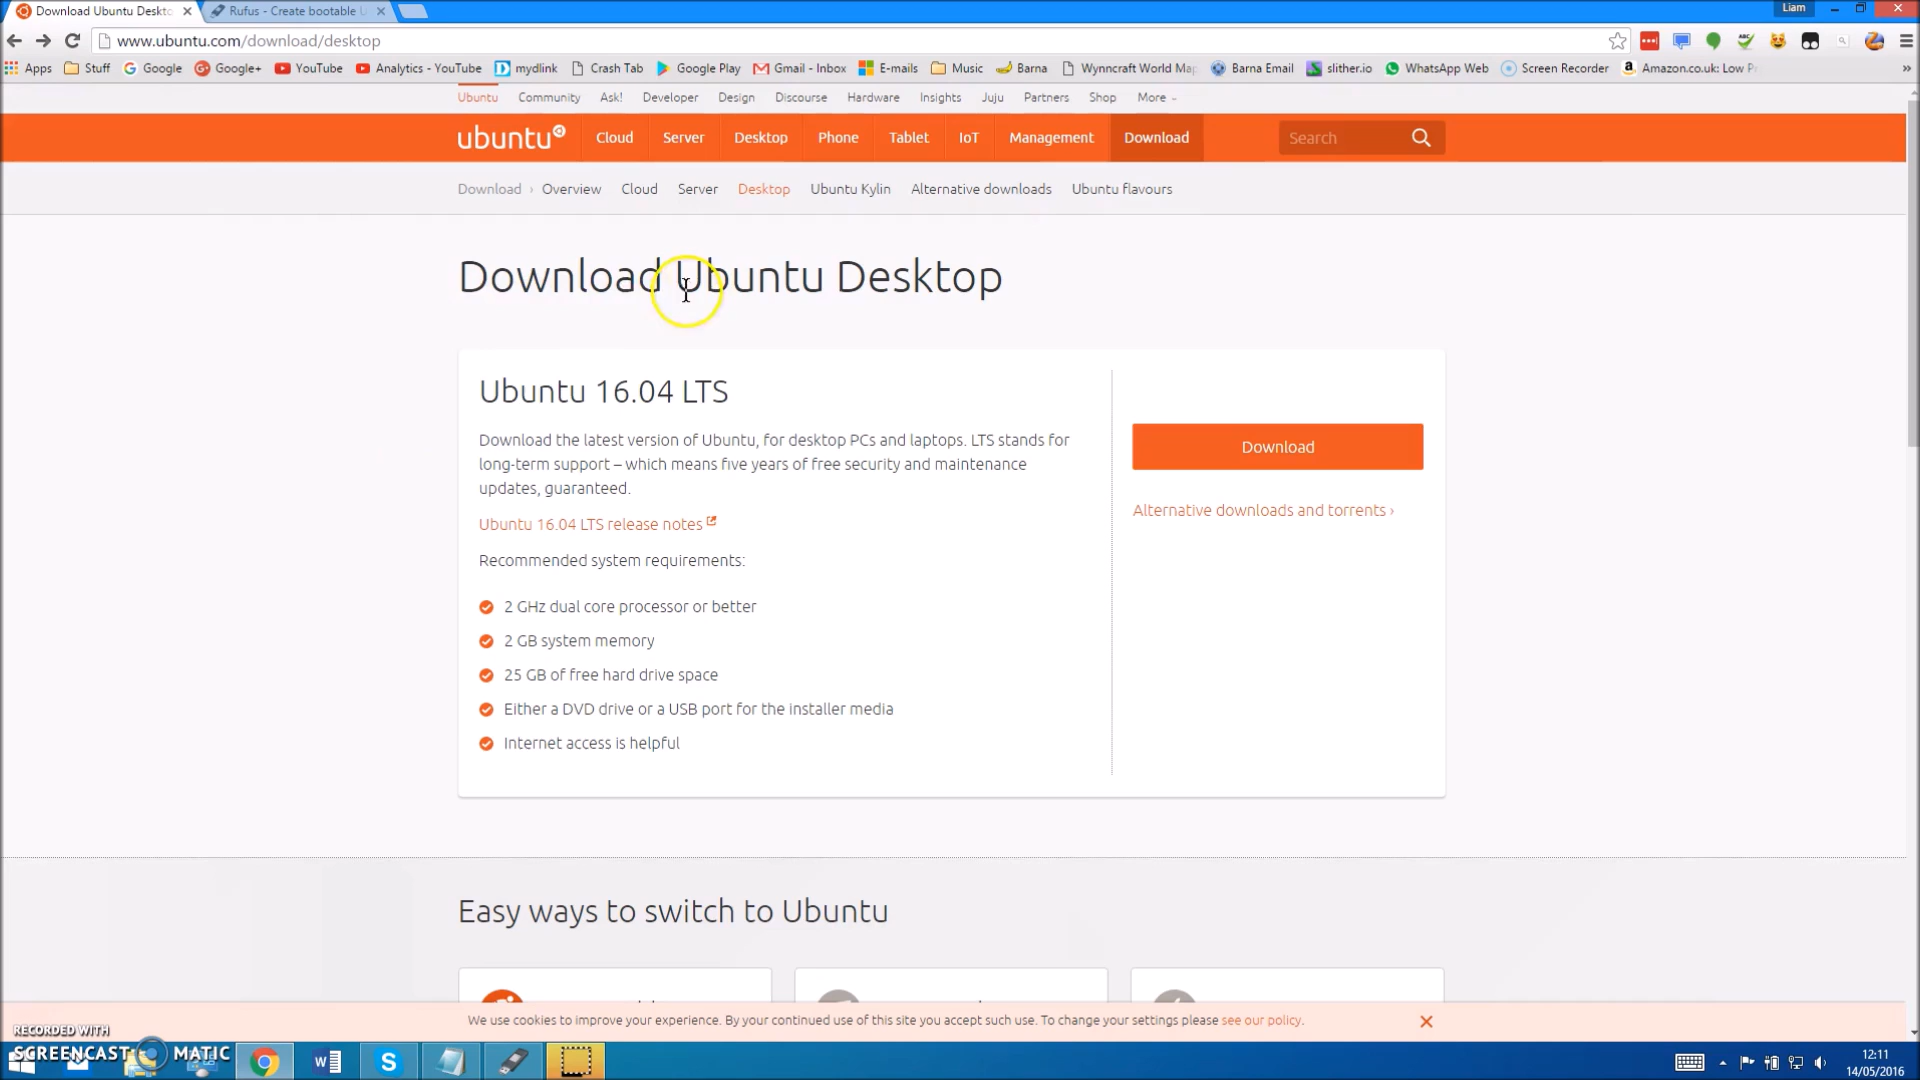 Download Ubuntu Deskto
Rufus - Create bootable U
Liam
www.ubuntu.com/download/desktop
Apps Stuff Google Google+ YouTube Analytics - YouTube mydlink Crash Tab Google Play Gmail - Inbox E-mails Music Barna Wynncraft World Ma Barna Email slither.io WhatsApp Web Screen Recorder Amazon.co.uk: Low P
Ubuntu Community Ask! Developer Design Discourse Hardware Insights Juju Partners Shop More
ubuntu Cloud Server Desktop Phone Tablet IoT Management Download Search
Download › Overview Cloud Server Desktop Ubuntu Kylin Alternative downloads Ubuntu flavours
Download Ubuntu Desktop
Ubuntu 16.04 LTS
Download the latest version of Ubuntu, for desktop PCs and laptops. LTS stands for
long-term support – which means five years of free security and maintenance
updates, guaranteed.
Ubuntu 16.04 LTS release notes
Recommended system requirements:
2 GHz dual core processor or better
2 GB system memory
25 GB of free hard drive space
Either a DVD drive or a USB port for the installer media
Internet access is helpful
Download
Alternative downloads and torrents ›
Easy ways to switch to Ubuntu
We use cookies to improve your experience. By your continued use of this site you accept such use. To change your settings please see our policy.
RECORDED WITH
SCREENCAST MATIC
12:11
14/05/2016